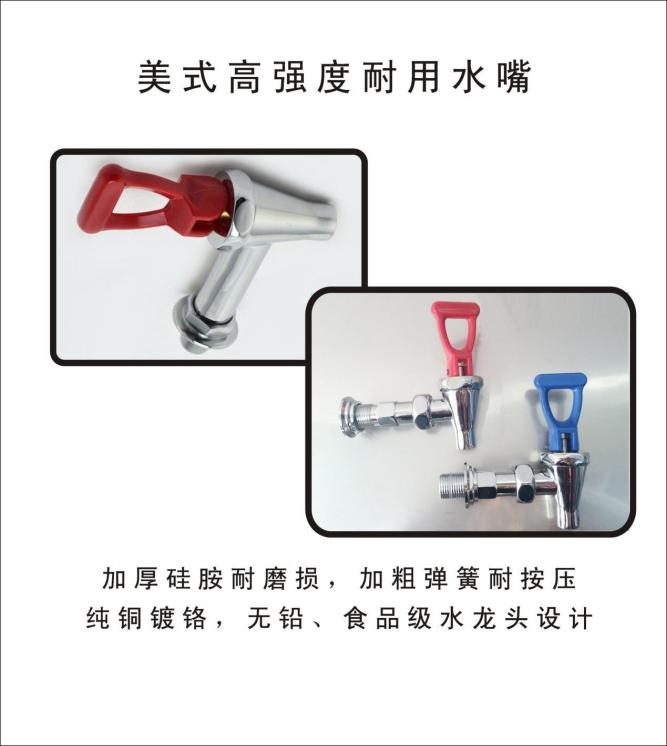 美式高强度耐用水嘴
加厚硅胺耐磨损，加粗弹簧耐按压
纯铜镀铬，无铅、食品级水龙头设计